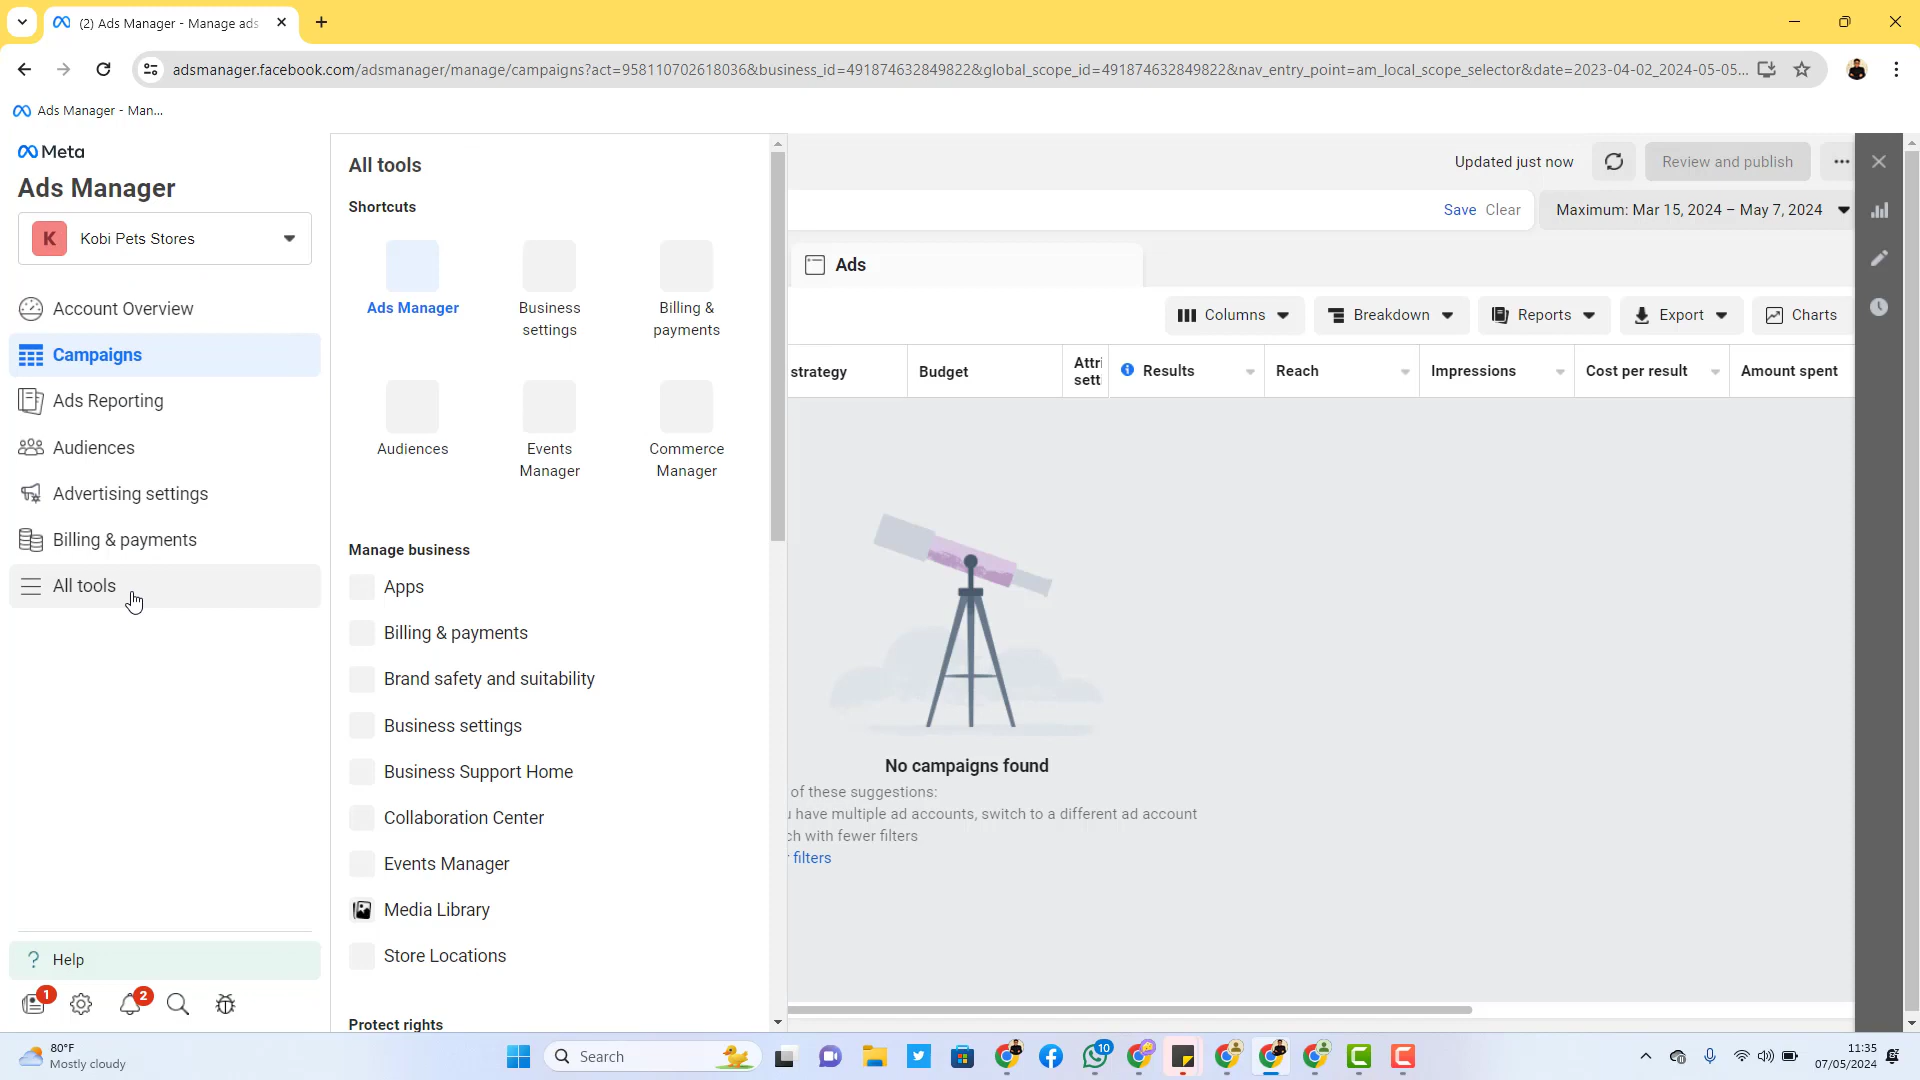 (2) Ads Manager - Manage ads
adsmanager.facebook.com/adsmanager/manage/campaigns?act=958110702618036&business_id=491874632849822&global_scope_id=491874632849822&nav_entry_point=am_local_scope_selector&date=2023-04-02_2024-05-05...
Ads Manager - Man...
Meta
Ads Manager
K Kobi Pets Stores
Account Overview
Campaigns
Ads Reporting
Audiences
Advertising settings
Billing & payments
All tools
Help
1
2
All tools
Shortcuts
Ads Manager
Business settings
Billing & payments
Audiences
Events Manager
Commerce Manager
Manage business
Apps
Billing & payments
Brand safety and suitability
Business settings
Business Support Home
Collaboration Center
Events Manager
Media Library
Store Locations
Protect rights
Updated just now
Review and publish
Save Clear
Maximum: Mar 15, 2024 – May 7, 2024
Ads
Columns Breakdown Reports Export Charts
strategy Budget Attri sett Results Reach Impressions Cost per result Amount spent
No campaigns found
of these suggestions:
u have multiple ad accounts, switch to a different ad account
ch with fewer filters
r filters
80°F
Mostly cloudy
Search
10
11:35
07/05/2024